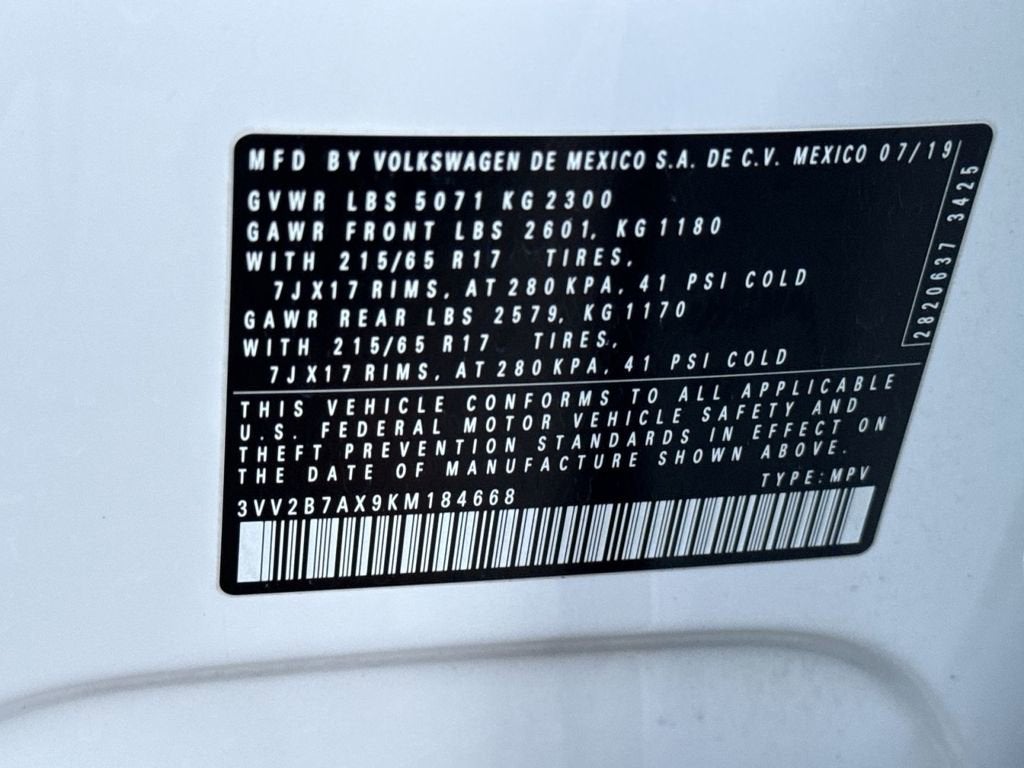 MFD BY VOLKSWAGEN DE MEXICO S.A. DE C.V. MEXICO 07/19
GVWR LBS 5071 KG 2300
GAWR FRONT LBS 2601, KG 1180
WITH 215/65 R17 TIRES,
7JX17 RIMS, AT 280 KPA, 41 PSI COLD
GAWR REAR LBS 2579, KG 1170
WITH 215/65 R17 TIRES,
7JX17 RIMS, AT 280 KPA, 41 PSI COLD
2820637 3425
THIS VEHICLE CONFORMS TO ALL APPLICABLE
U.S. FEDERAL MOTOR VEHICLE SAFETY AND
THEFT PREVENTION STANDARDS IN EFFECT ON
THE DATE OF MANUFACTURE SHOWN ABOVE.
TYPE: MPV
3VV2B7AX9KM184668